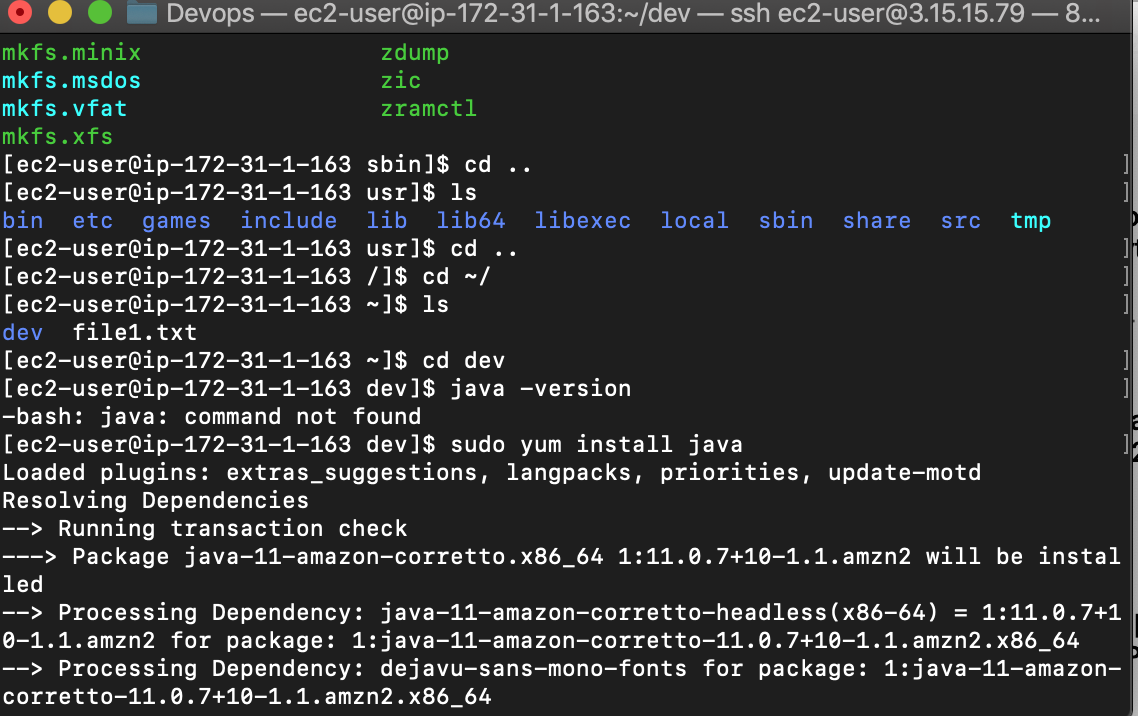 Devops — ec2-user@ip-172-31-1-163:~/dev — ssh ec2-user@3.15.15.79 — 8...
mkfs.minix zdump
mkfs.msdos zic
mkfs.vfat zramctl
mkfs.xfs
[ec2-user@ip-172-31-1-163 sbin]$ cd .. ]
[ec2-user@ip-172-31-1-163 usr]$ ls ]
bin etc games include lib lib64 libexec local sbin share src tmp
[ec2-user@ip-172-31-1-163 usr]$ cd .. ]
[ec2-user@ip-172-31-1-163 /]$ cd ~/ ]
[ec2-user@ip-172-31-1-163 ~]$ ls ]
dev file1.txt
[ec2-user@ip-172-31-1-163 ~]$ cd dev ]
[ec2-user@ip-172-31-1-163 dev]$ java -version ]
-bash: java: command not found
[ec2-user@ip-172-31-1-163 dev]$ sudo yum install java ]
Loaded plugins: extras_suggestions, langpacks, priorities, update-motd
Resolving Dependencies
--> Running transaction check
---> Package java-11-amazon-corretto.x86_64 1:11.0.7+10-1.1.amzn2 will be instal
led
--> Processing Dependency: java-11-amazon-corretto-headless(x86-64) = 1:11.0.7+1
0-1.1.amzn2 for package: 1:java-11-amazon-corretto-11.0.7+10-1.1.amzn2.x86_64
--> Processing Dependency: dejavu-sans-mono-fonts for package: 1:java-11-amazon-
corretto-11.0.7+10-1.1.amzn2.x86_64